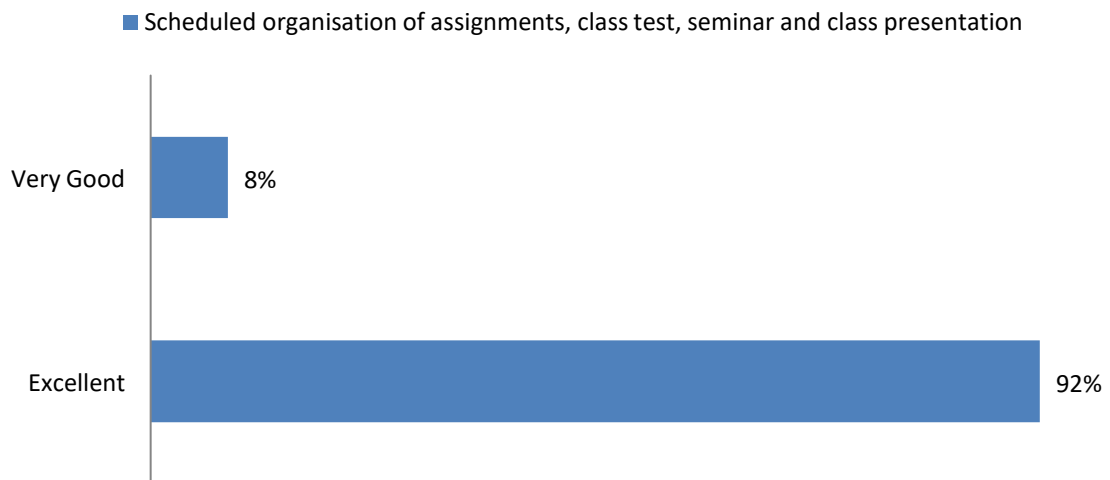 Scheduled organisation of assignments, class test, seminar and class presentation
Very Good
8%
Excellent
92%